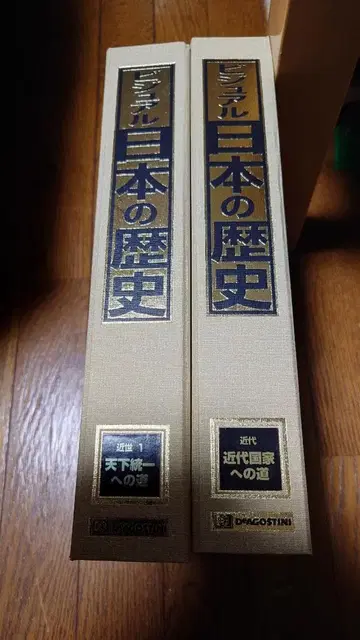 ビジュアル
日本の歴史
近世 1
天下統一
への道
DEAGOSTINI
ビジュアル
日本の歴史
近代
近代国家
への道
DEAGOSTINI